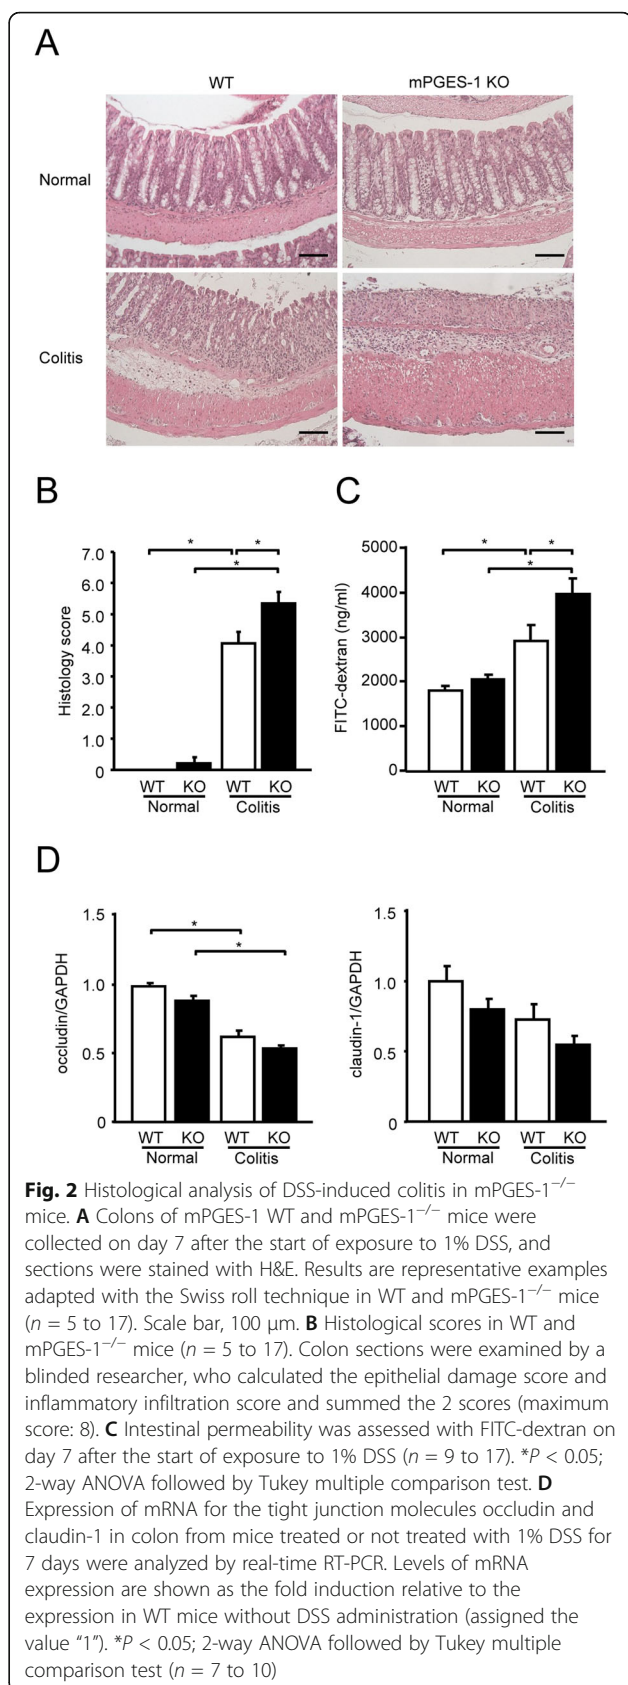 A
WT
mPGES-1 KO
Normal
Colitis
B
C
*
*
*
7.0
6.0
5.0
4.0
3.0
2.0
1.0
0
Histology score
WT KO WT KO
Normal Colitis
*
*
*
5000
4000
3000
2000
1000
0
FITC-dextran (ng/ml)
WT KO WT KO
Normal Colitis
D
*
*
1.5
1.0
0.5
0
occludin/GAPDH
WT KO WT KO
Normal Colitis
1.5
1.0
0.5
0
claudin-1/GAPDH
WT KO WT KO
Normal Colitis
Fig. 2 Histological analysis of DSS-induced colitis in mPGES-1−/−
mice. A Colons of mPGES-1 WT and mPGES-1−/− mice were
collected on day 7 after the start of exposure to 1% DSS, and
sections were stained with H&E. Results are representative examples
adapted with the Swiss roll technique in WT and mPGES-1−/− mice
(n = 5 to 17). Scale bar, 100 μm. B Histological scores in WT and
mPGES-1−/− mice (n = 5 to 17). Colon sections were examined by a
blinded researcher, who calculated the epithelial damage score and
inflammatory infiltration score and summed the 2 scores (maximum
score: 8). C Intestinal permeability was assessed with FITC-dextran on
day 7 after the start of exposure to 1% DSS (n = 9 to 17). *P < 0.05;
2-way ANOVA followed by Tukey multiple comparison test. D
Expression of mRNA for the tight junction molecules occludin and
claudin-1 in colon from mice treated or not treated with 1% DSS for
7 days were analyzed by real-time RT-PCR. Levels of mRNA
expression are shown as the fold induction relative to the
expression in WT mice without DSS administration (assigned the
value “1”). *P < 0.05; 2-way ANOVA followed by Tukey multiple
comparison test (n = 7 to 10)